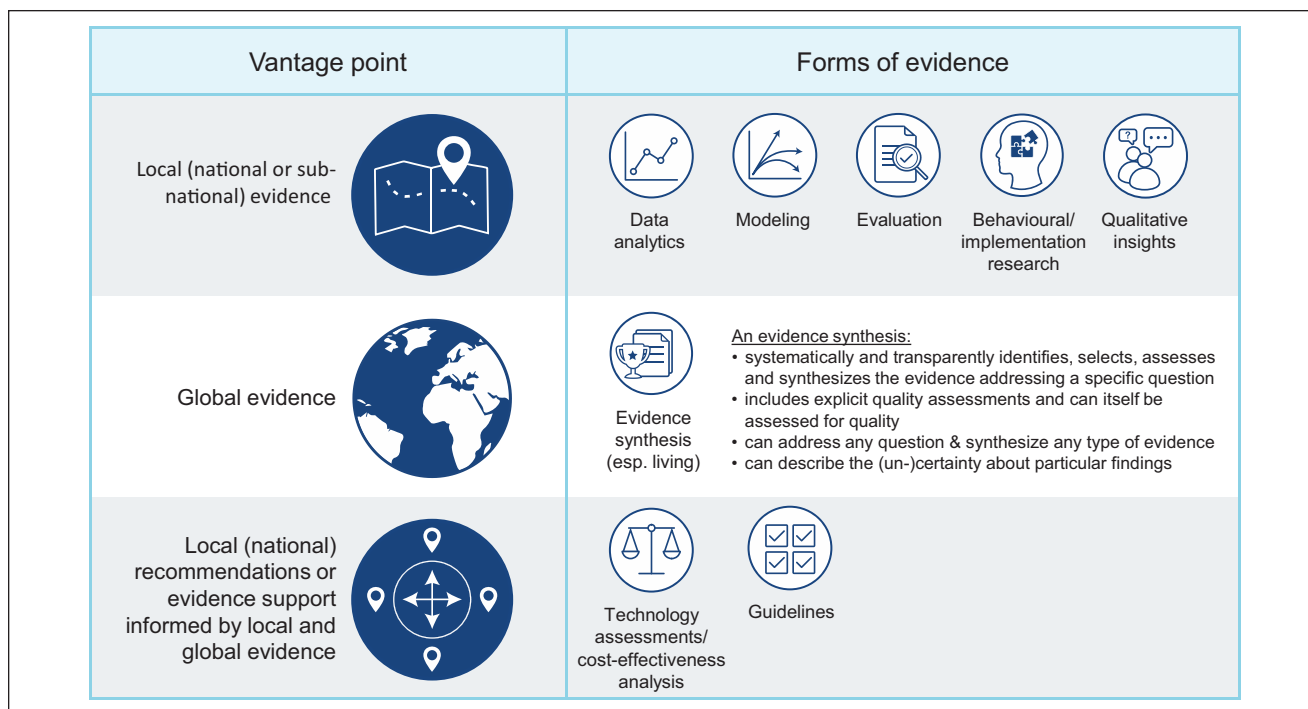 Vantage point
Forms of evidence
Local (national or sub-
national) evidence
?
Data
analytics
Modeling
Evaluation
Behavioural/
implementation
research
Qualitative
insights
Global evidence
Evidence
synthesis
(esp. living)
An evidence synthesis:
• systematically and transparently identifies, selects, assesses
and synthesizes the evidence addressing a specific question
• includes explicit quality assessments and can itself be
assessed for quality
• can address any question & synthesize any type of evidence
• can describe the (un-)certainty about particular findings
Local (national)
recommendations or
evidence support
informed by local and
global evidence
Technology
assessments/
cost-effectiveness
analysis
Guidelines